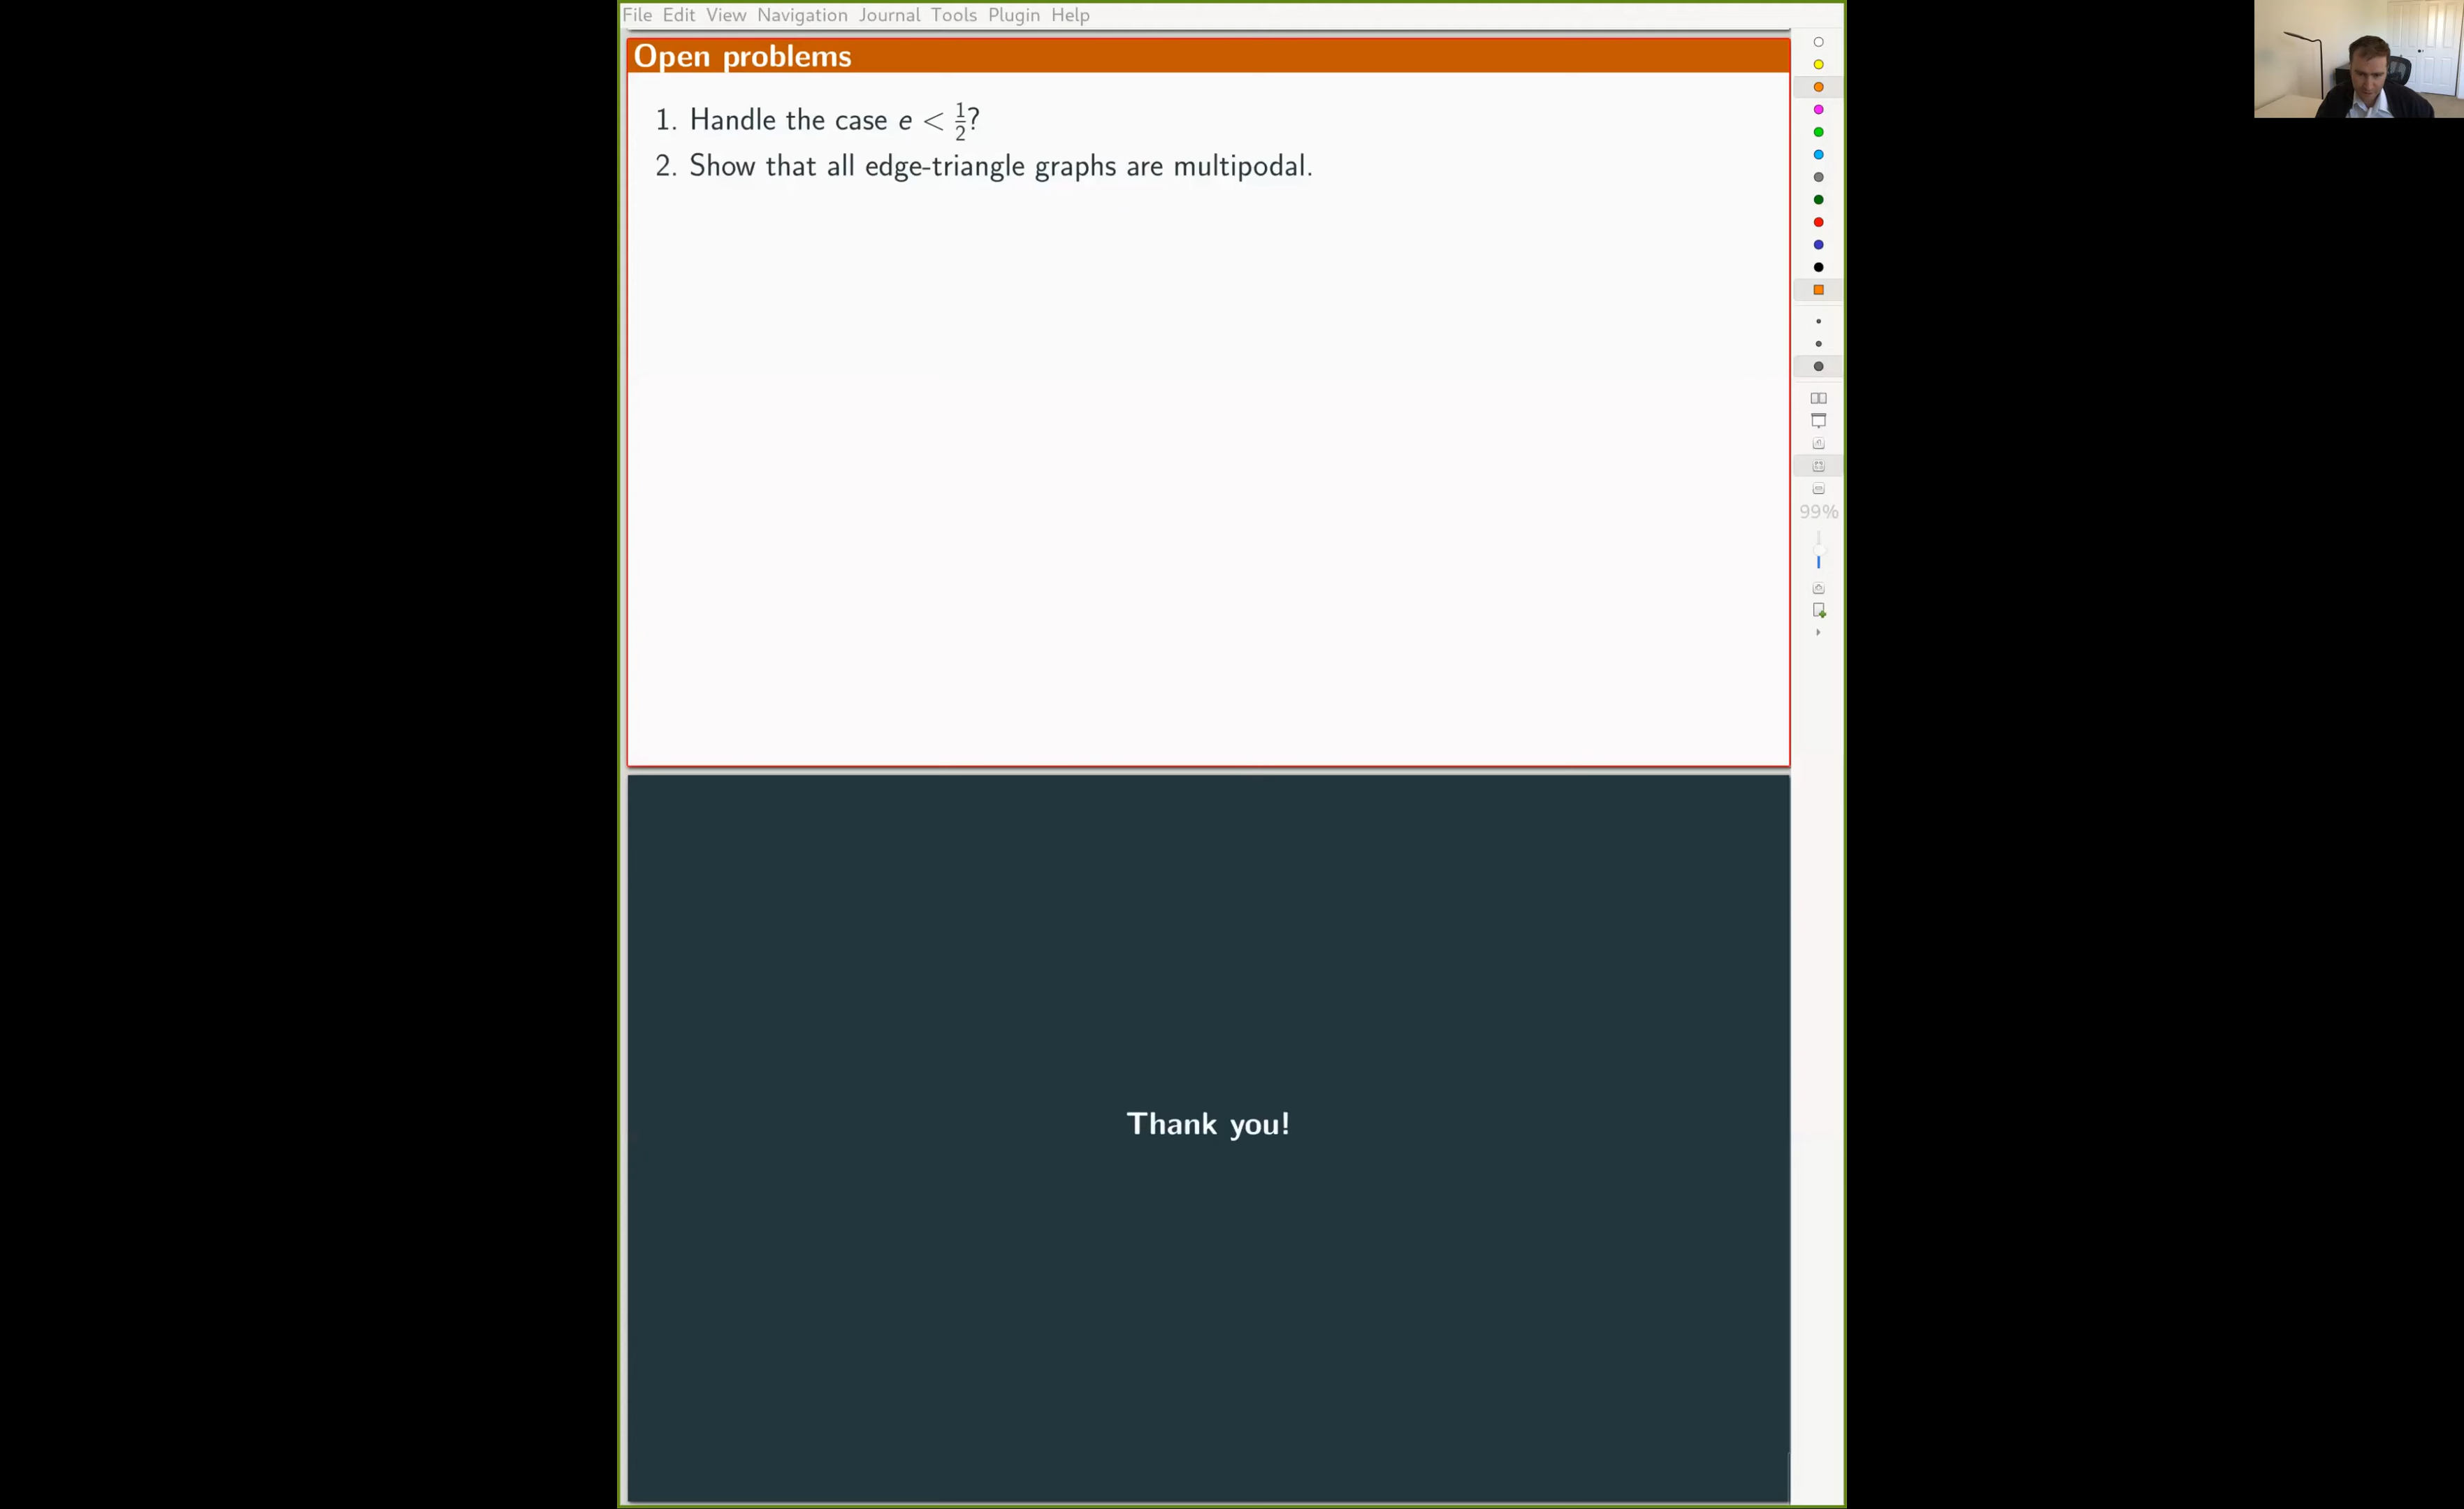 File Edit View Navigation Journal Tools Plugin Help
Open problems
1. Handle the case e < 1/2?
2. Show that all edge-triangle graphs are multipodal.
99%
Thank you!